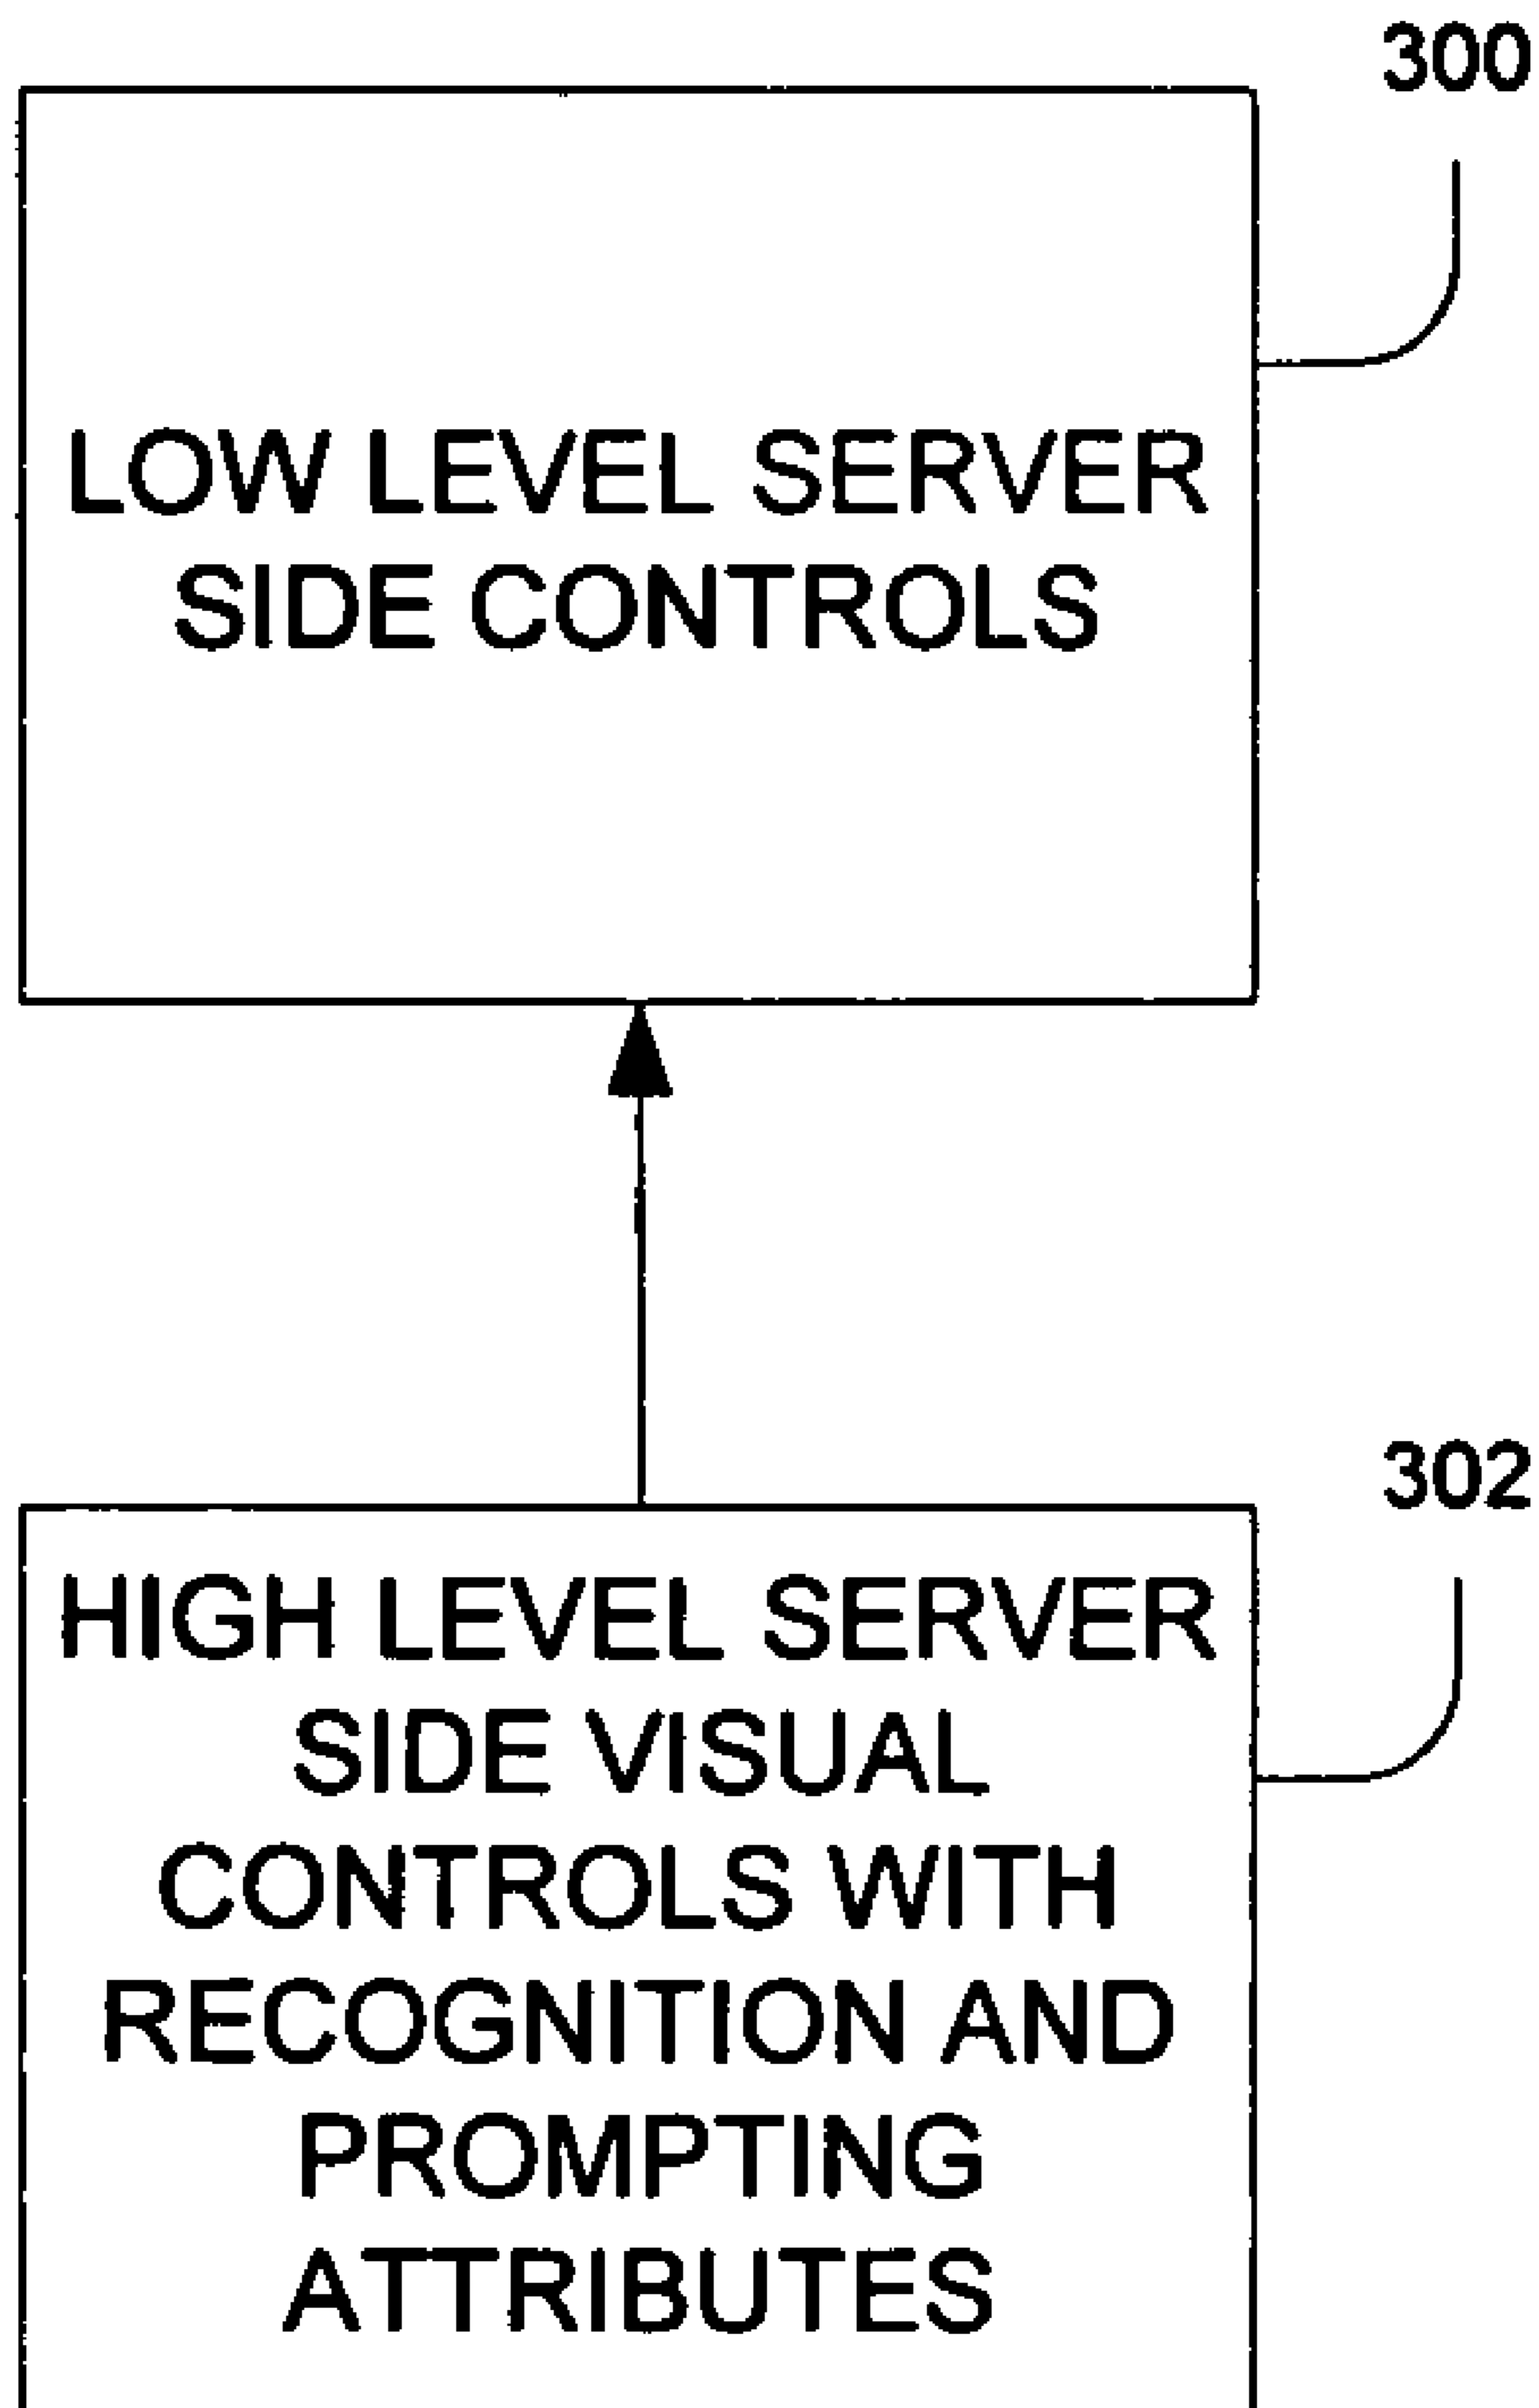 300
LOW LEVEL SERVER
SIDE CONTROLS
302
HIGH LEVEL SERVER
SIDE VISUAL
CONTROLS WITH
RECOGNITION AND
PROMPTING
ATTRIBUTES